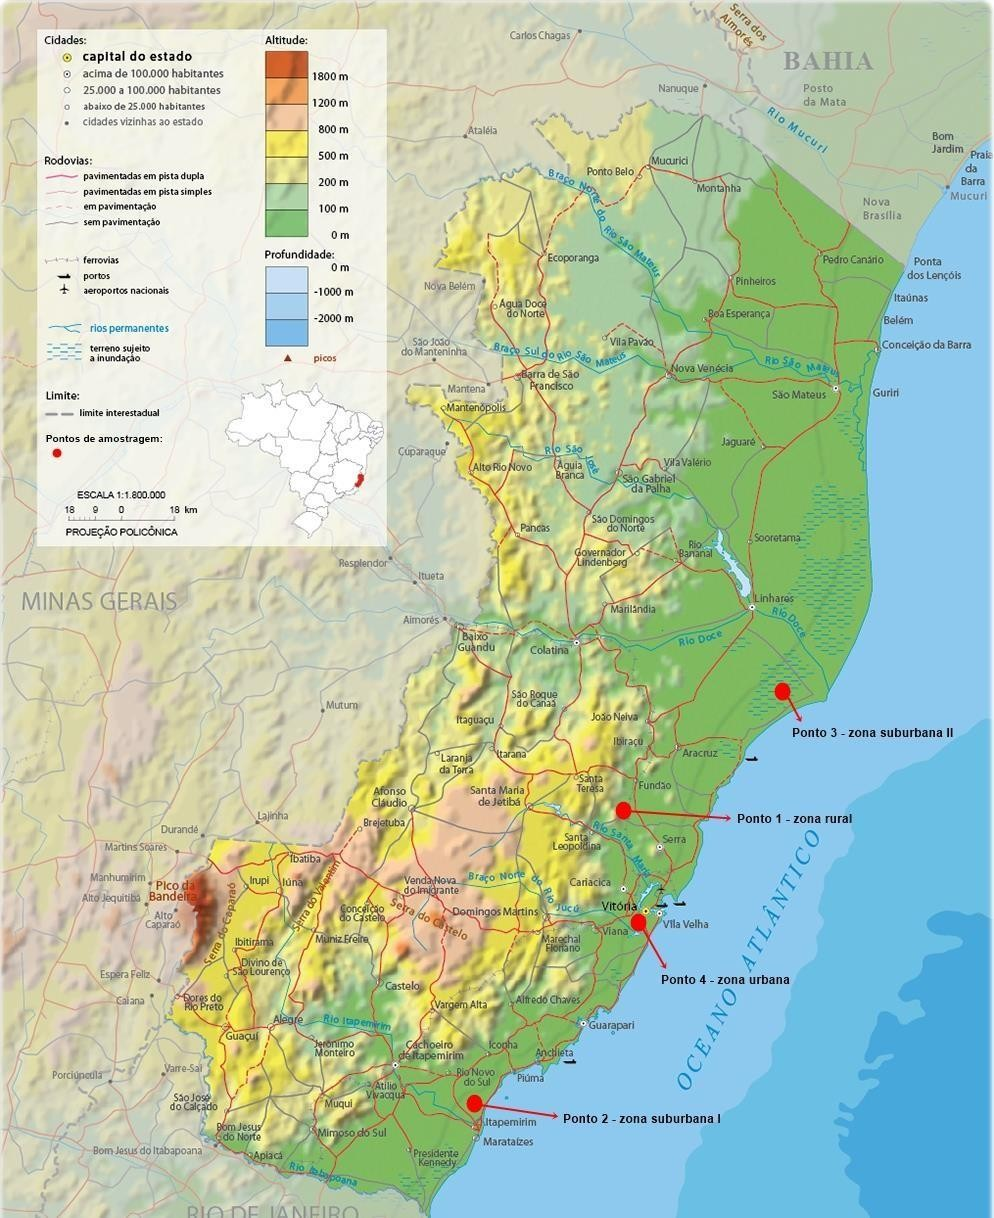 Cidades:
capital do estado
acima de 100.000 habitantes
25.000 a 100.000 habitantes
abaixo de 25.000 habitantes
cidades vizinhas ao estado
Rodovias:
pavimentadas em pista dupla
pavimentadas em pista simples
em pavimentação
sem pavimentação
ferrovias
portos
aeroportos nacionais
rios permanentes
terreno sujeito
a inundação
Limite:
limite interestadual
Pontos de amostragem:
ESCALA 1:1.800.000
18 9 0 18 km
PROJEÇÃO POLICÔNICA
Altitude:
1800 m
1200 m
800 m
500 m
200 m
100 m
0 m
Profundidade:
0 m
-1000 m
-2000 m
picos
Serra dos
Aimorés
Carlos Chagas
BAHIA
Nanuque
Posto
da Mata
Rio Mucuri
Ataléia
Bom
Jardim
Praia
da
Barra
Mucuri
Mucurici
Ponto Belo
Montanha
Braço Norte do Rio São Mateus
Nova
Brasília
Ecoporanga
Pedro Canário
Ponta
dos Lençóis
Nova Belém
Pinheiros
Itaúnas
Água Doce
do Norte
Boa Esperança
Belém
São João
do Manteninha
Vila Pavão
Conceição da Barra
Braço Sul do Rio São Mateus
Rio São Mateus
Nova Venécia
Barra de São
Francisco
Mantena
São Mateus
Guriri
Mantenópolis
Jaguaré
Cuparaque
Rio São José
Alto Rio Novo
Águia
Branca
Vila Valério
São Gabriel
da Palha
Pancas
São Domingos
do Norte
Sooretama
Governador
Lindenberg
Rio
Bananal
Resplendor
Itueta
MINAS GERAIS
Marilândia
Linhares
Rio Doce
Aimorés
Baixo
Guandu
Rio Doce
Colatina
São Roque
do Canaã
Mutum
João Neiva
Itaguaçu
Ponto 3 - zona suburbana II
Ibiraçu
Aracruz
Laranja
da Terra
Itarana
Afonso
Cláudio
Santa Maria
de Jetibá
Santa
Teresa
Fundão
Lajinha
Brejetuba
Ponto 1 - zona rural
Durandé
Rio Santa Maria
Santa
Leopoldina
Serra
Martins Soares
Ibatiba
Manhumirim
Pico da
Bandeira
Alto Jequitibá
Irupi
Iúna
Serra do Valentim
Venda Nova
do Imigrante
Braço Norte do Rio Jucú
Cariacica
Alto
Caparaó
Serra do Caparaó
Conceição
do Castelo
Serra do Castelo
Domingos Martins
Vitória
Vila Velha
Viana
Ibitirama
Muniz Freire
Marechal
Floriano
OCEANO ATLÂNTICO
Espera Feliz
Divino de
São Lourenço
Ponto 4 - zona urbana
Castelo
Caiana
Dores do
Rio Preto
Vargem Alta
Alfredo Chaves
Alegre
Rio Itapemirim
Guarapari
Guaçuí
Jerônimo
Monteiro
Cachoeiro
de Itapemirim
Iconha
Anchieta
Varre-Sai
Porciúncula
Rio Novo
do Sul
Piúma
Atílio
Vivacqua
São José
do Calçado
Muqui
Ponto 2 - zona suburbana I
Itapemirim
Bom Jesus
do Norte
Mimoso do Sul
Marataízes
Bom Jesus do Itabapoana
Apiacá
Presidente
Kennedy
Rio Itabapoana
RIO DE JANEIRO